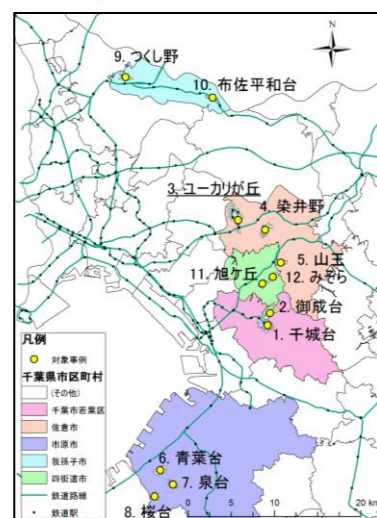 N
9. つくし野
10. 布佐平和台
3. ユーカリが丘
4. 染井野
5. 山王
11. 旭ケ丘
12. みそら
2. 御成台
1. 千城台
凡例
対象事例
千葉県市区町村
(その他)
千葉市若葉区
佐倉市
市原市
我孫子市
四街道市
鉄道路線
鉄道駅
6. 青葉台
7. 泉台
8. 桜台
0 5 10 20 30 40